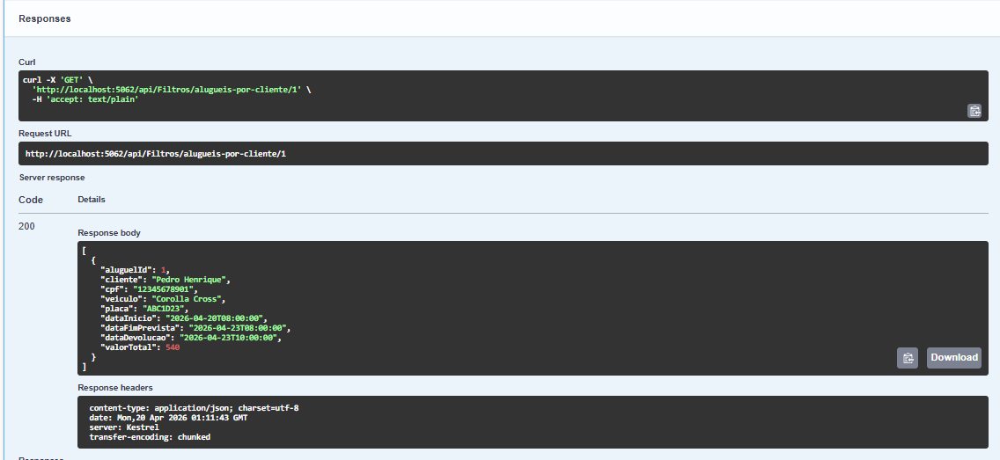 Responses
Curl
curl -X 'GET' \
  'http://localhost:5062/api/Filtros/alugueis-por-cliente/1' \
  -H 'accept: text/plain'
Request URL
http://localhost:5062/api/Filtros/alugueis-por-cliente/1
Server response
Code Details
200
Response body
[
  {
    "aluguelId": 1,
    "cliente": "Pedro Henrique",
    "cpf": "12345678901",
    "veiculo": "Corolla Cross",
    "placa": "ABC1D23",
    "dataInicio": "2026-04-20T08:00:00",
    "dataFimPrevista": "2026-04-23T08:00:00",
    "dataDevolucao": "2026-04-23T10:00:00",
    "valorTotal": 540
  }
]
Download
Response headers
content-type: application/json; charset=utf-8
date: Mon,20 Apr 2026 01:11:43 GMT
server: Kestrel
transfer-encoding: chunked
Responses